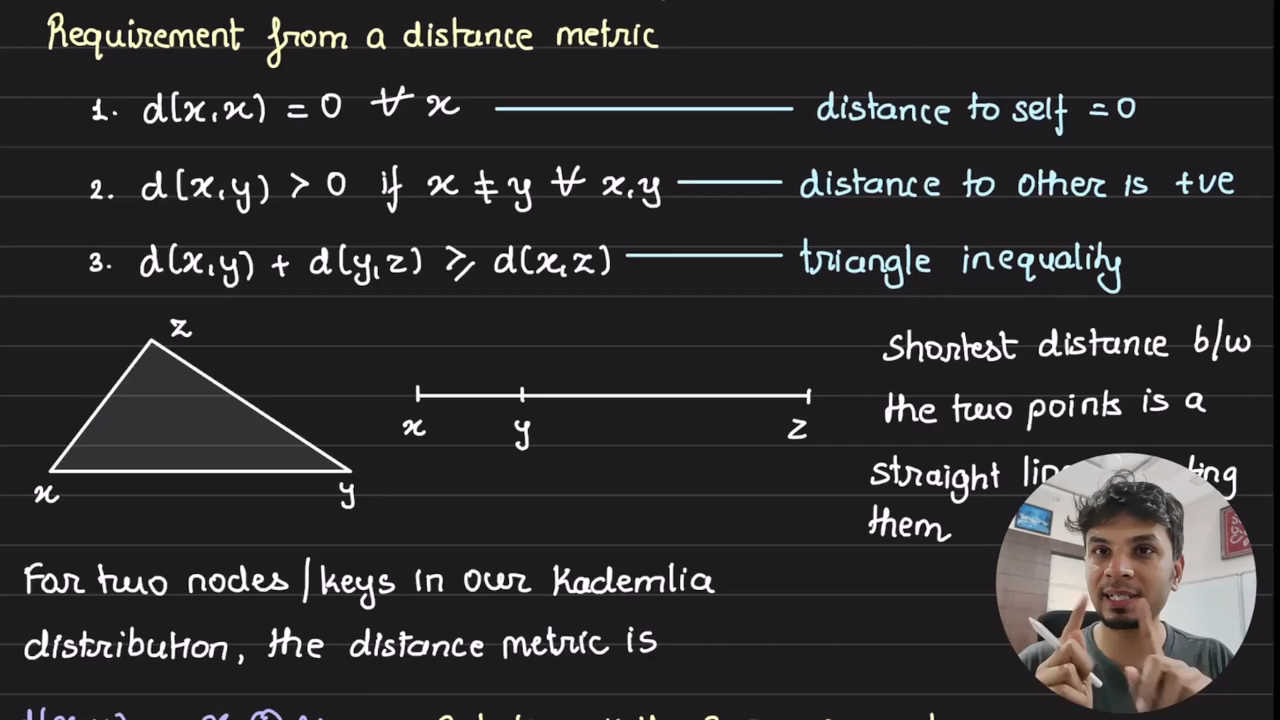 Requirement from a distance metric
1. d(x,x) = 0 ∀ x — distance to self = 0
2. d(x,y) > 0 if x ≠ y ∀ x,y — distance to other is +ve
3. d(x,y) + d(y,z) ⩾ d(x,z) — triangle inequality
z
x
y
x
y
z
Shortest distance b/w
the two points is a
straight
them
For two nodes/keys in our Kademlia
distribution, the distance metric is